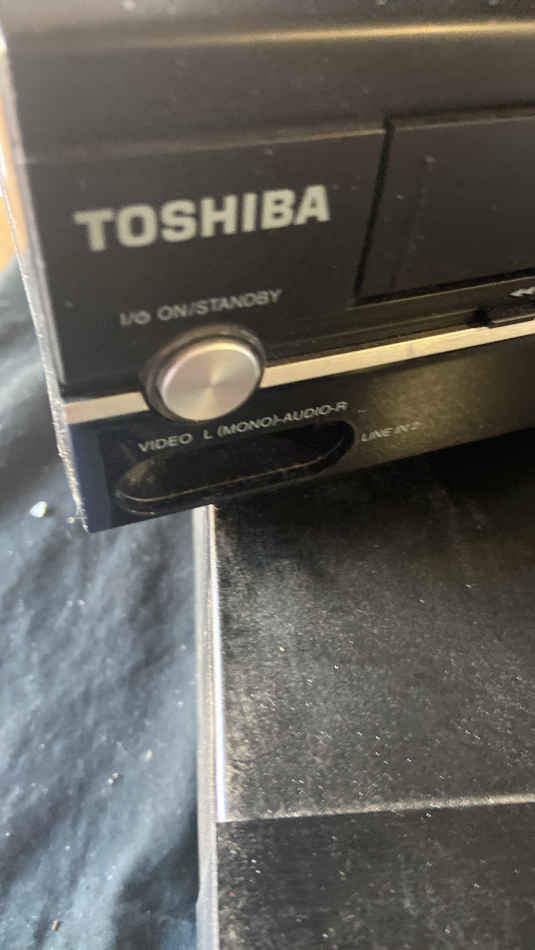 TOSHIBA
I/⏻ ON/STANDBY
VIDEO L (MONO)-AUDIO-R
LINE IN 2